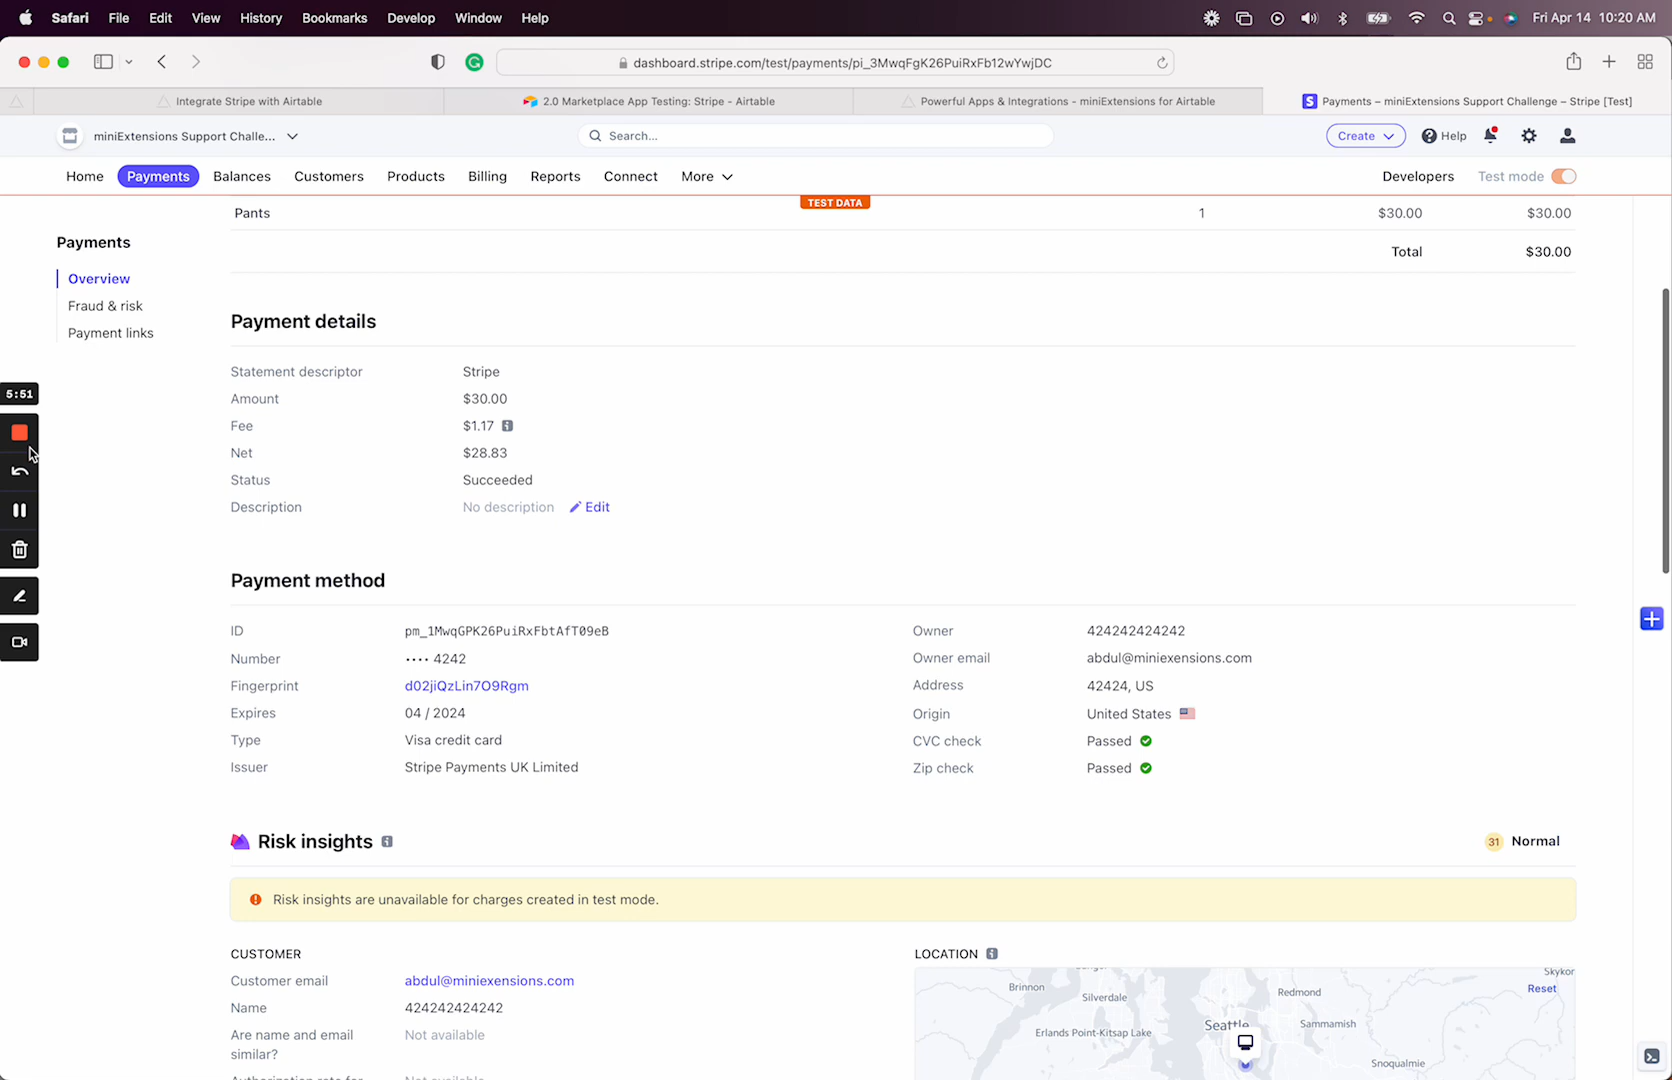 Safari File Edit View History Bookmarks Develop Window Help Fri Apr 14 10:20 AM
dashboard.stripe.com/test/payments/pi_3MwqFgK26PuiRxFb12wYwjDC
Integrate Stripe with Airtable
2.0 Marketplace App Testing: Stripe - Airtable
Powerful Apps & Integrations - miniExtensions for Airtable
S Payments – miniExtensions Support Challenge – Stripe [Test]
miniExtensions Support Challe...
Search...
Create
Help
Home Payments Balances Customers Products Billing Reports Connect More Developers Test mode
TEST DATA
Pants 1 $30.00 $30.00
Total $30.00
Payments
Overview
Fraud & risk
Payment links
5:51
Payment details
Statement descriptor Stripe
Amount $30.00
Fee $1.17
Net $28.83
Status Succeeded
Description No description Edit
Payment method
ID pm_1MwqGPK26PuiRxFbtAfT09eB
Number •••• 4242
Fingerprint d02jiQzLin7O9Rgm
Expires 04 / 2024
Type Visa credit card
Issuer Stripe Payments UK Limited
Owner 424242424242
Owner email abdul@miniexensions.com
Address 42424, US
Origin United States
CVC check Passed
Zip check Passed
Risk insights
31 Normal
Risk insights are unavailable for charges created in test mode.
CUSTOMER
Customer email abdul@miniexensions.com
Name 424242424242
Are name and email similar? Not available
LOCATION
Skykor
Reset
Brinnon
Silverdale
Redmond
Erlands Point-Kitsap Lake
Seattle
Sammamish
Snoqualmie